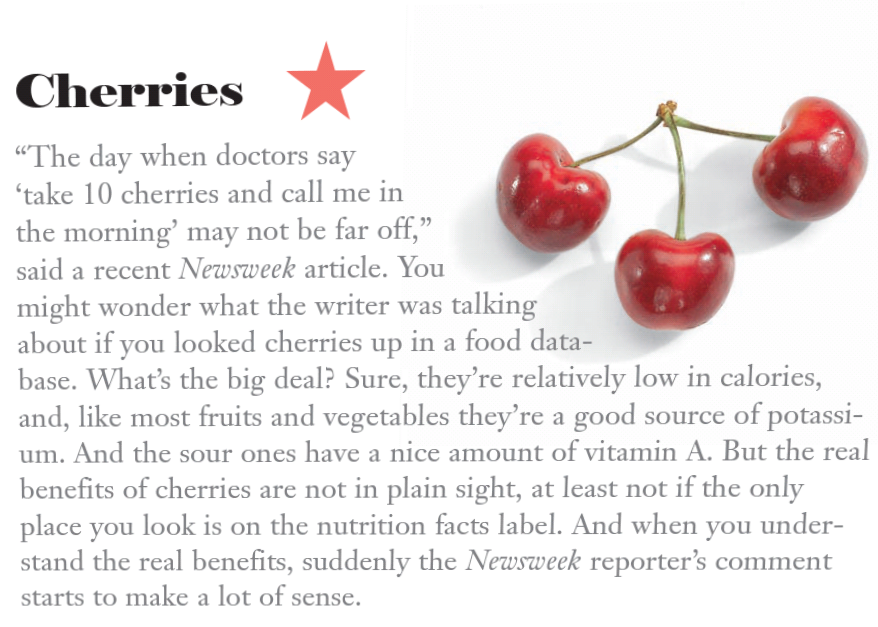 Cherries
“The day when doctors say
‘take 10 cherries and call me in
the morning’ may not be far off,”
said a recent Newsweek article. You
might wonder what the writer was talking
about if you looked cherries up in a food data-
base. What’s the big deal? Sure, they’re relatively low in calories,
and, like most fruits and vegetables they’re a good source of potassi-
um. And the sour ones have a nice amount of vitamin A. But the real
benefits of cherries are not in plain sight, at least not if the only
place you look is on the nutrition facts label. And when you under-
stand the real benefits, suddenly the Newsweek reporter’s comment
starts to make a lot of sense.